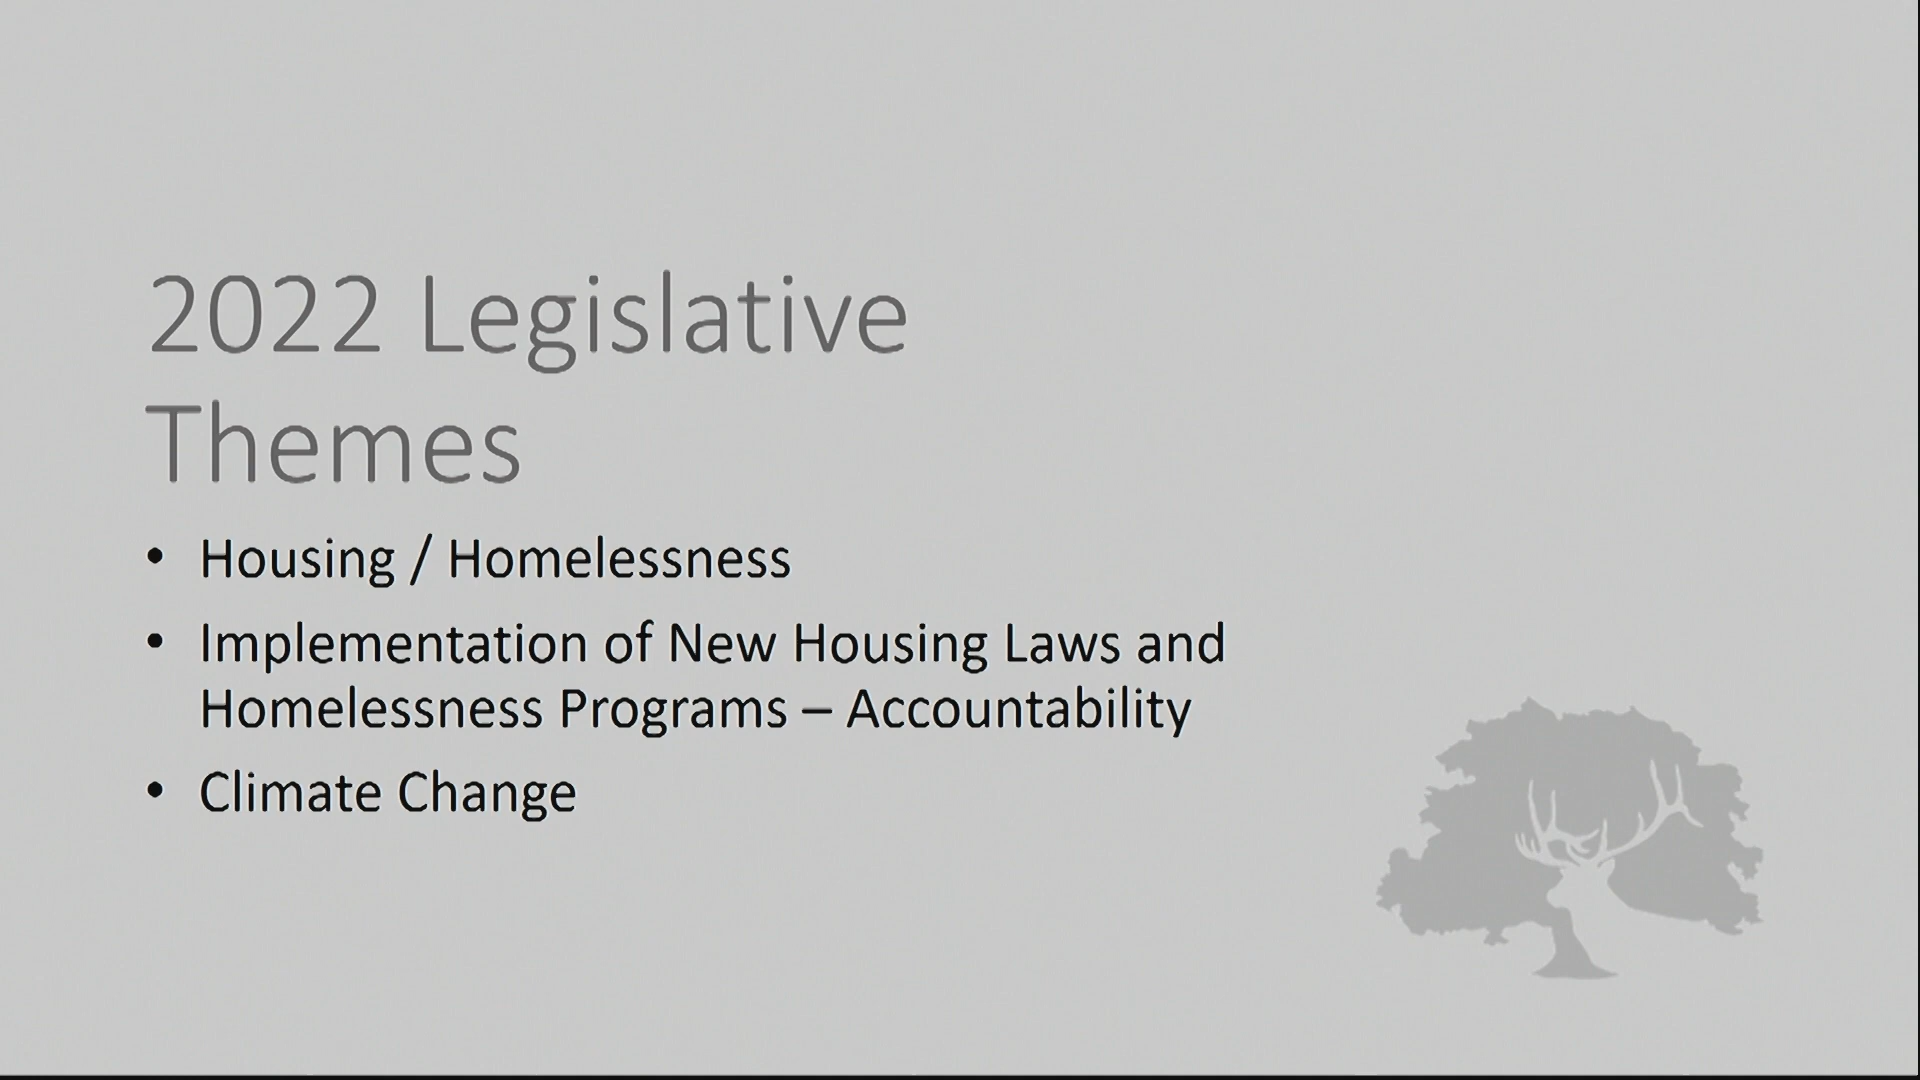 2022 Legislative
Themes
• Housing / Homelessness
• Implementation of New Housing Laws and
Homelessness Programs – Accountability
• Climate Change